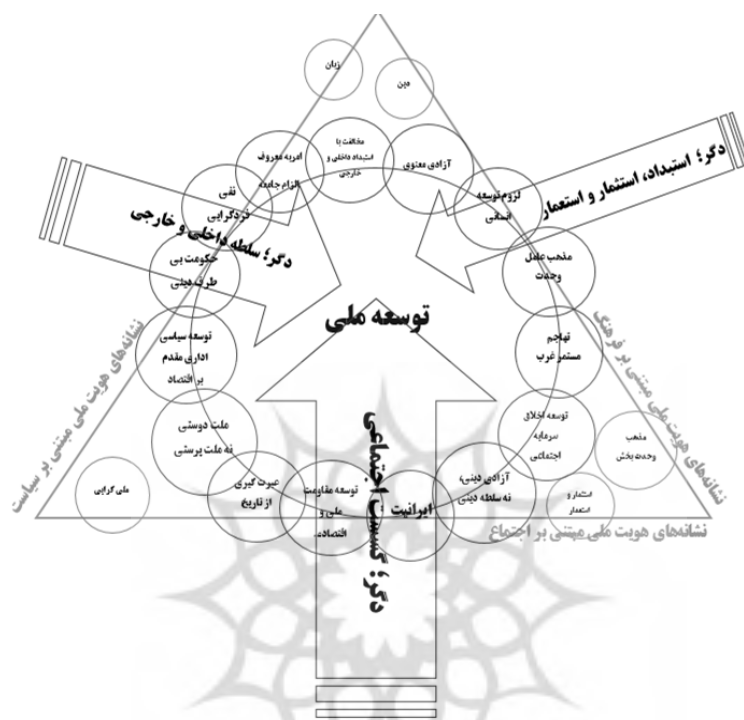 زبان
دین
مخالفت با
استبداد داخلی و
خارجی
آزادی معنوی
امر به معروف
الزام جامعه
لزوم توسعه
انسانی
نفی
فردگرایی
دگر؛ استبداد، استثمار و استعمار
دگر؛ سلطه داخلی و خارجی
مذهب عامل
وحدت
حکومت بی
طرف دینی
توسعه ملی
تهاجم
مستمر غرب
توسعه سیاسی
اداری مقدم
بر اقتصاد
نشانه‌های هویت ملی مبتنی بر فرهنگ
نشانه‌های هویت ملی مبتنی بر سیاست
توسعه اخلاق
سرمایه
اجتماعی
ملت دوستی
نه ملت پرستی
مذهب
وحدت بخش
دگر؛ گسست اجتماعی
آزادی دینی،
نه سلطه دینی
ایرانیت
توسعه مقاومت
ملی و
اقتصادی..
عبرت گیری
از تاریخ
ملی گرایی
استثمار و
استعمار
نشانه‌های هویت ملی مبتنی بر اجتماع